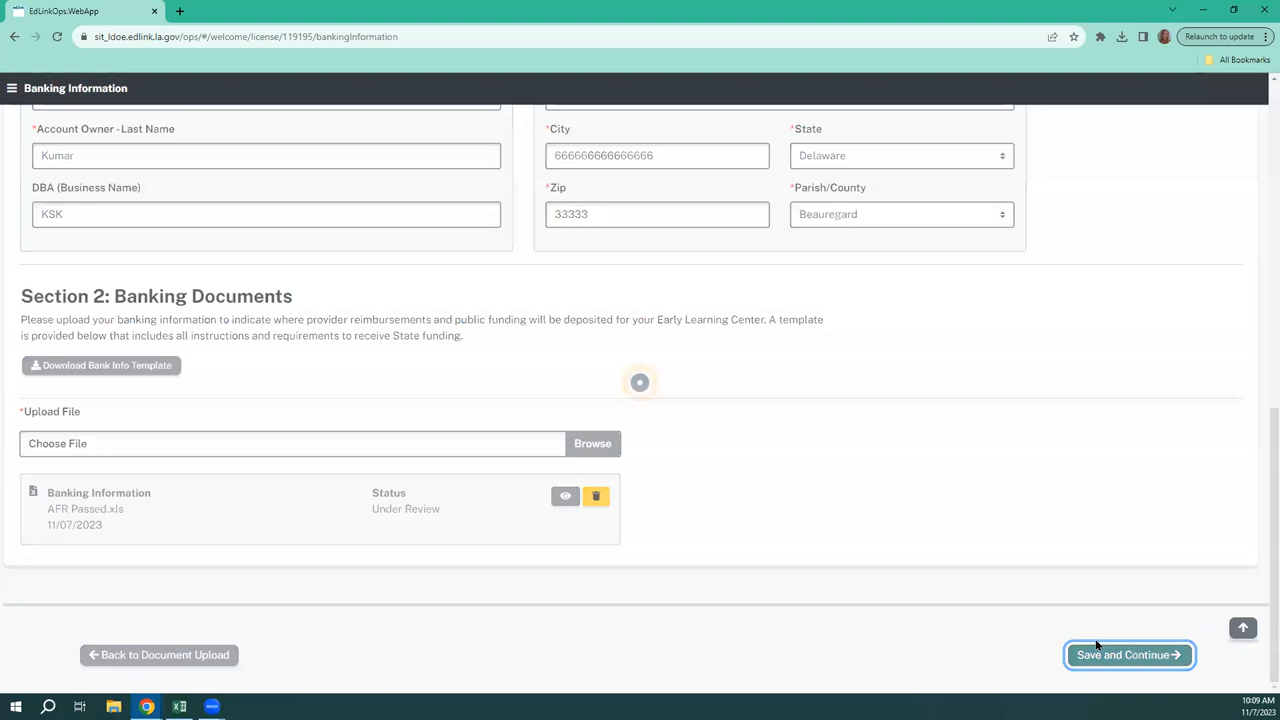 EdLinkOps.WebApp
sit_ldoe.edlink.la.gov/ops/#/welcome/license/119195/bankingInformation
Relaunch to update
All Bookmarks
Banking Information
*Account Owner - Last Name
*City
*State
Kumar
666666666666666
Delaware
DBA (Business Name)
*Zip
*Parish/County
KSK
33333
Beauregard
Section 2: Banking Documents
Please upload your banking information to indicate where provider reimbursements and public funding will be deposited for your Early Learning Center. A template
is provided below that includes all instructions and requirements to receive State funding.
Download Bank Info Template
*Upload File
Choose File
Browse
Banking Information
Status
AFR Passed.xls
Under Review
11/07/2023
Back to Document Upload
Save and Continue
zoom
10:09 AM
11/7/2023